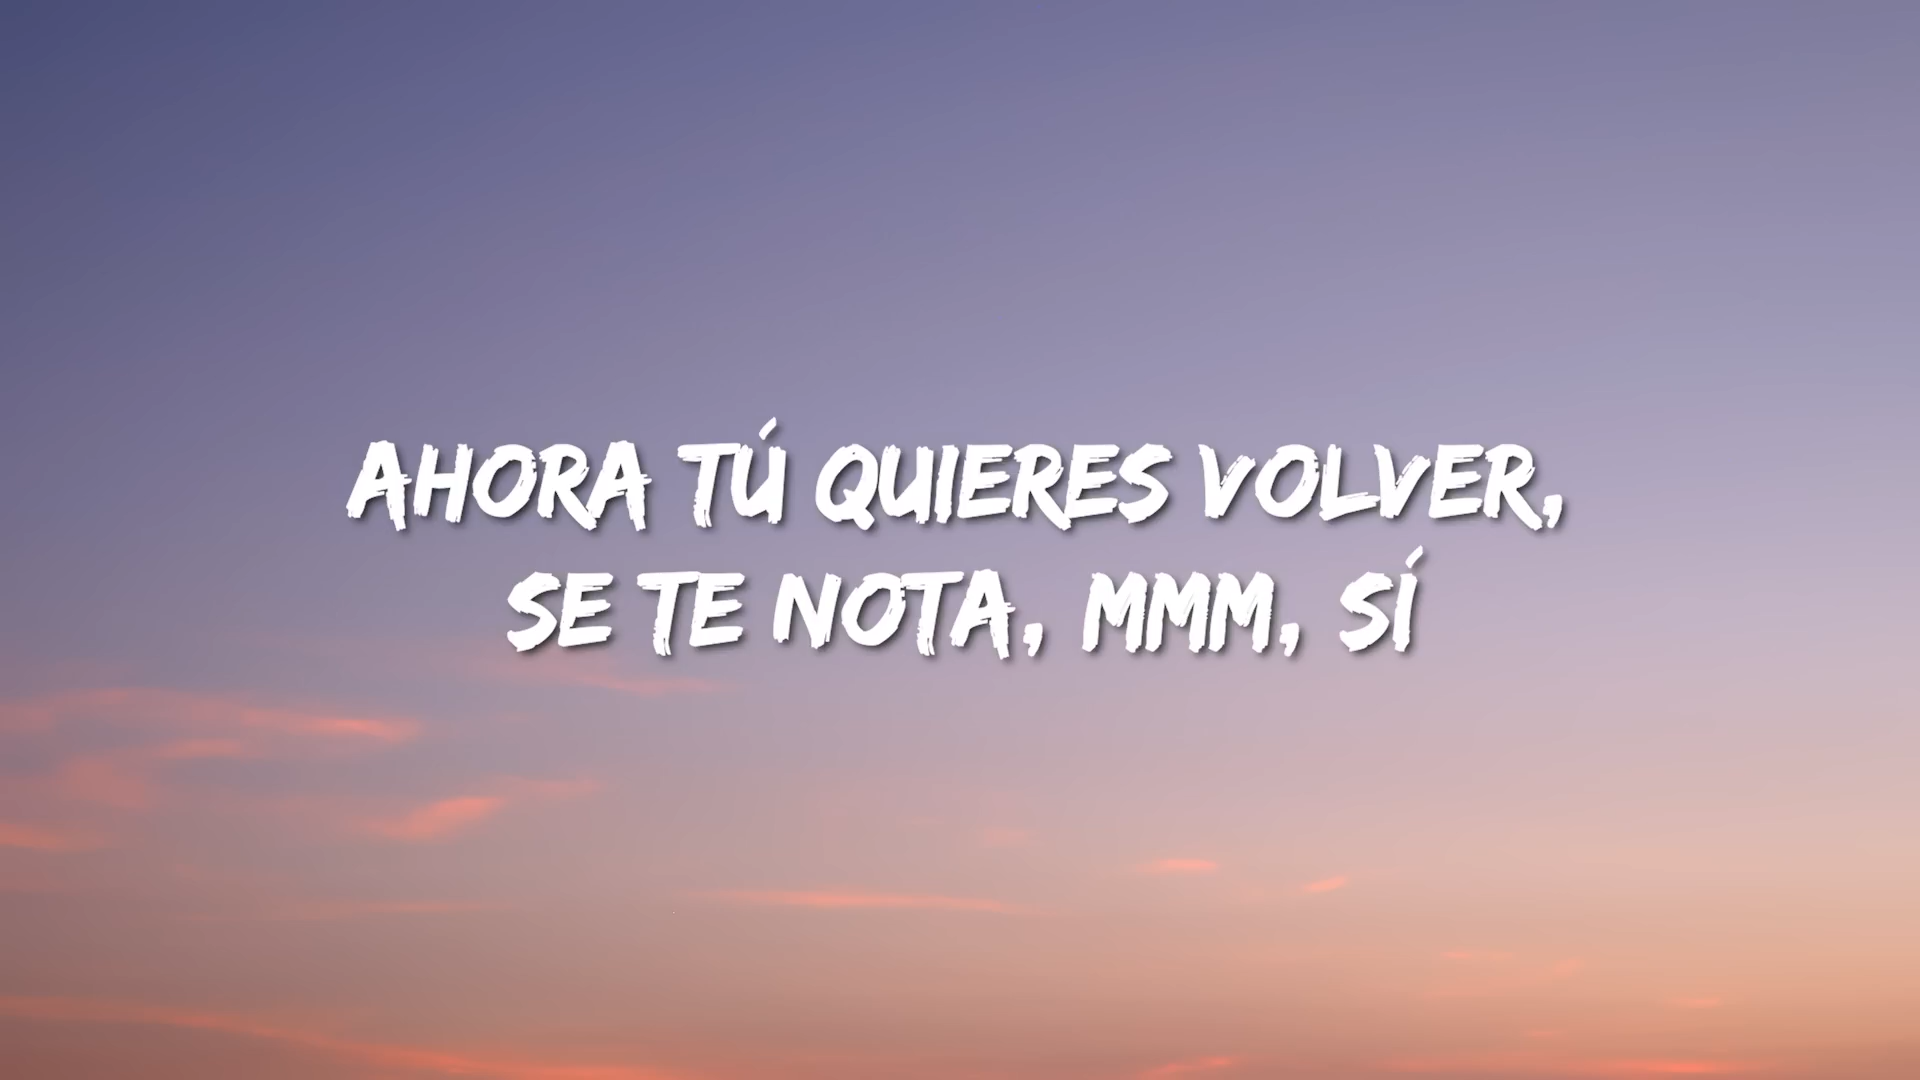 AHORA TÚ QUIERES VOLVER,
SE TE NOTA, MMM, SÍ